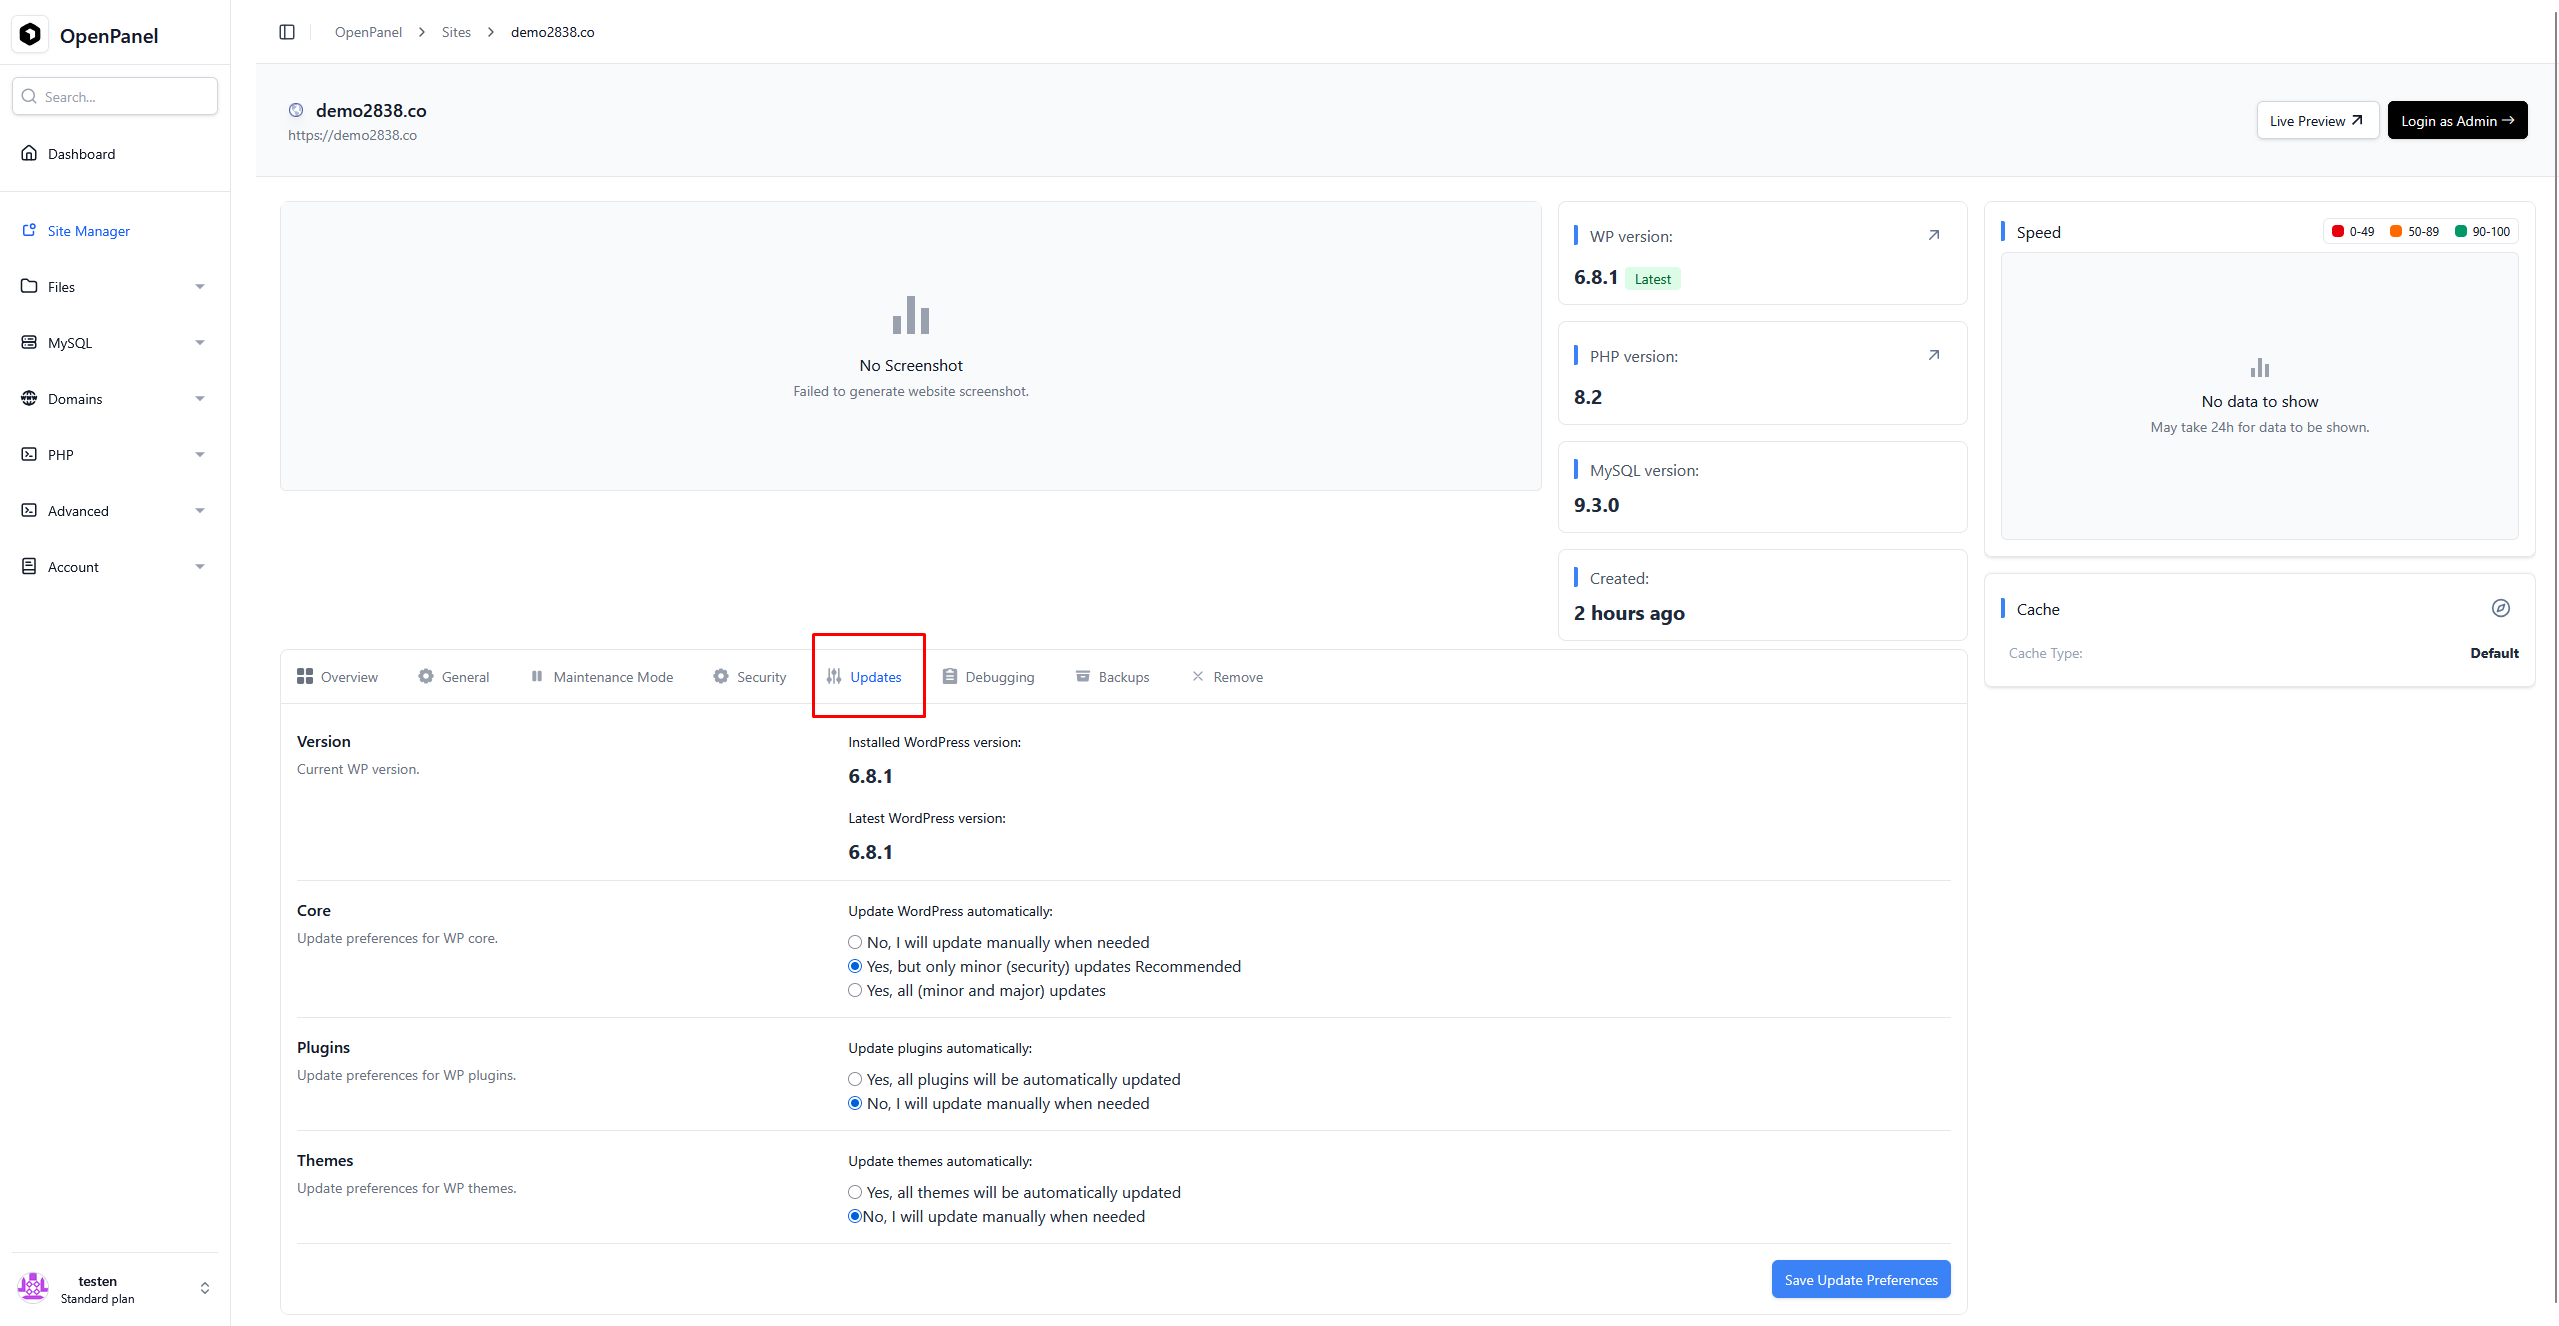 OpenPanel
Search...
Dashboard
Site Manager
Files
MySQL
Domains
PHP
Advanced
Account
testen
Standard plan
OpenPanel > Sites > demo2838.co
demo2838.co
https://demo2838.co
Live Preview
Login as Admin
No Screenshot
Failed to generate website screenshot.
WP version:
6.8.1 Latest
PHP version:
8.2
MySQL version:
9.3.0
Created:
2 hours ago
Speed
0-49 50-89 90-100
No data to show
May take 24h for data to be shown.
Cache
Cache Type: Default
Overview General Maintenance Mode Security Updates Debugging Backups Remove
Version
Current WP version.
Installed WordPress version:
6.8.1
Latest WordPress version:
6.8.1
Core
Update preferences for WP core.
Update WordPress automatically:
No, I will update manually when needed
Yes, but only minor (security) updates Recommended
Yes, all (minor and major) updates
Plugins
Update preferences for WP plugins.
Update plugins automatically:
Yes, all plugins will be automatically updated
No, I will update manually when needed
Themes
Update preferences for WP themes.
Update themes automatically:
Yes, all themes will be automatically updated
No, I will update manually when needed
Save Update Preferences